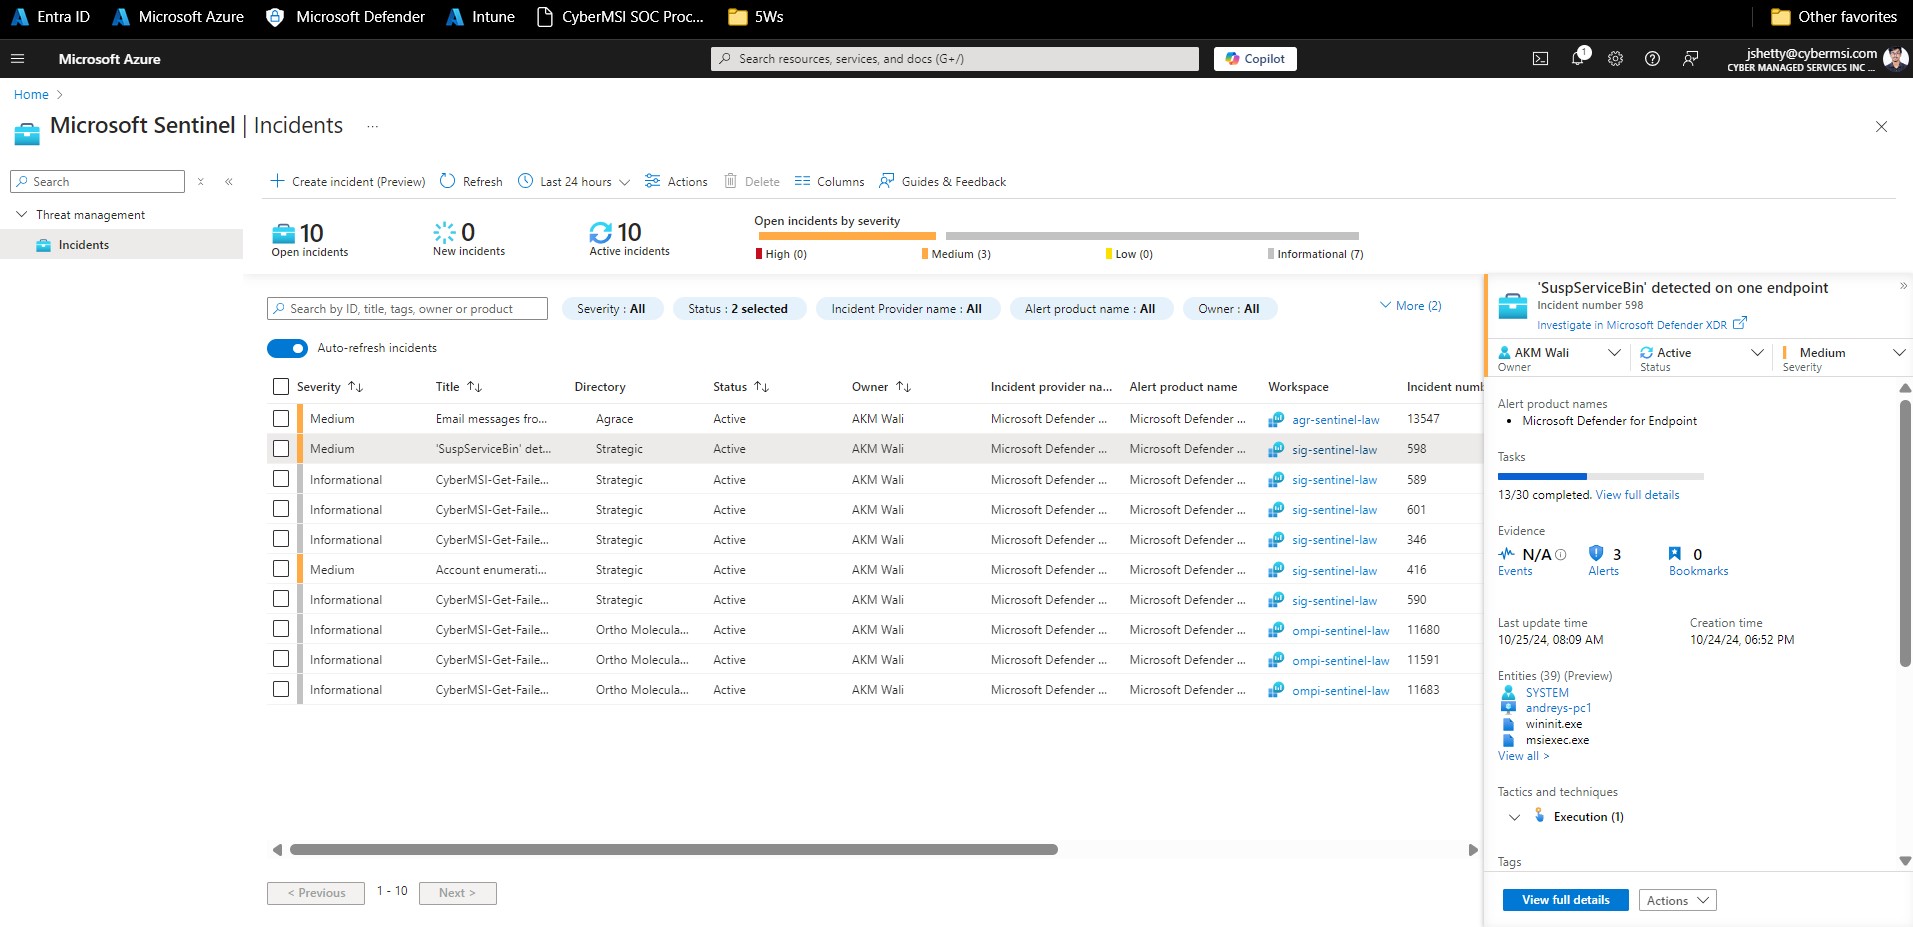 Entra ID Microsoft Azure Microsoft Defender Intune CyberMSI SOC Proc... 5Ws Other favorites
Microsoft Azure Search resources, services, and docs (G+/) Copilot 1 jshetty@cybermsi.com
CYBER MANAGED SERVICES INC ...
Home >
Microsoft Sentinel | Incidents ...
Search
Threat management
Incidents
Create incident (Preview) Refresh Last 24 hours Actions Delete Columns Guides & Feedback
10 Open incidents
0 New incidents
10 Active incidents
Open incidents by severity
High (0) Medium (3) Low (0) Informational (7)
Search by ID, title, tags, owner or product Severity : All Status : 2 selected Incident Provider name : All Alert product name : All Owner : All More (2)
Auto-refresh incidents
Severity Title Directory Status Owner Incident provider na... Alert product name Workspace Incident numb
Medium Email messages fro... Agrace Active AKM Wali Microsoft Defender ... Microsoft Defender ... agr-sentinel-law 13547
Medium 'SuspServiceBin' det... Strategic Active AKM Wali Microsoft Defender ... Microsoft Defender ... sig-sentinel-law 598
Informational CyberMSI-Get-Faile... Strategic Active AKM Wali Microsoft Defender ... Microsoft Defender ... sig-sentinel-law 589
Informational CyberMSI-Get-Faile... Strategic Active AKM Wali Microsoft Defender ... Microsoft Defender ... sig-sentinel-law 601
Informational CyberMSI-Get-Faile... Strategic Active AKM Wali Microsoft Defender ... Microsoft Defender ... sig-sentinel-law 346
Medium Account enumerati... Strategic Active AKM Wali Microsoft Defender ... Microsoft Defender ... sig-sentinel-law 416
Informational CyberMSI-Get-Faile... Strategic Active AKM Wali Microsoft Defender ... Microsoft Defender ... sig-sentinel-law 590
Informational CyberMSI-Get-Faile... Ortho Molecula... Active AKM Wali Microsoft Defender ... Microsoft Defender ... ompi-sentinel-law 11680
Informational CyberMSI-Get-Faile... Ortho Molecula... Active AKM Wali Microsoft Defender ... Microsoft Defender ... ompi-sentinel-law 11591
Informational CyberMSI-Get-Faile... Ortho Molecula... Active AKM Wali Microsoft Defender ... Microsoft Defender ... ompi-sentinel-law 11683
< Previous 1 - 10 Next >
'SuspServiceBin' detected on one endpoint
Incident number 598
Investigate in Microsoft Defender XDR
AKM Wali Active Medium
Owner Status Severity
Alert product names
• Microsoft Defender for Endpoint
Tasks
13/30 completed. View full details
Evidence
N/A 3 0
Events Alerts Bookmarks
Last update time Creation time
10/25/24, 08:09 AM 10/24/24, 06:52 PM
Entities (39) (Preview)
SYSTEM
andreys-pc1
wininit.exe
msiexec.exe
View all >
Tactics and techniques
Execution (1)
Tags
View full details Actions